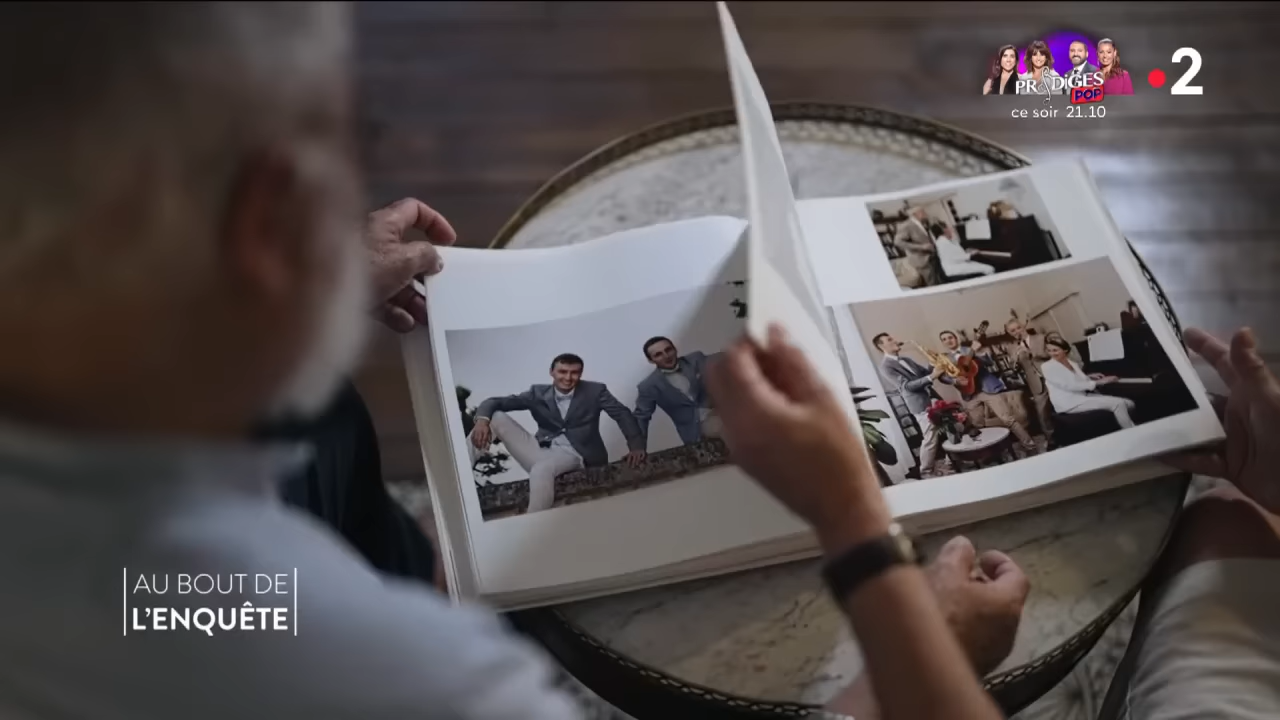 PRODiGES
POP
ce soir 21.10
2
AU BOUT DE
L'ENQUÊTE